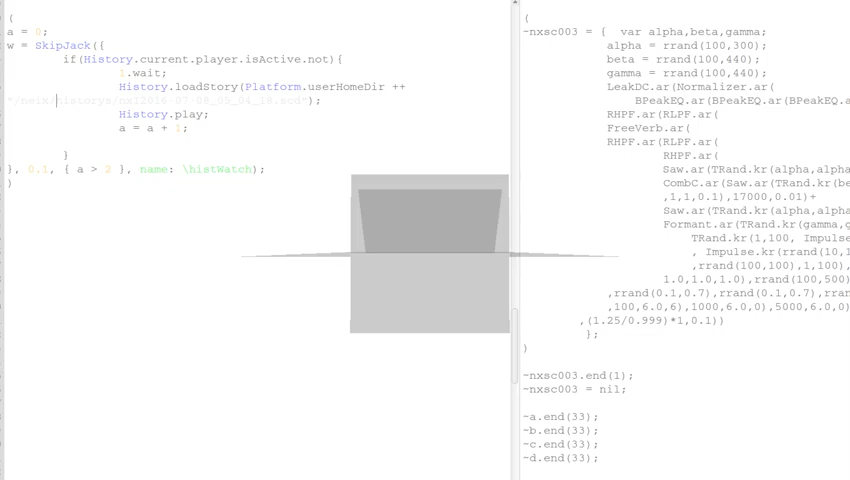 (
a = 0;
w = SkipJack({
if(History.current.player.isActive.not){
1.wait;
History.loadStory(Platform.userHomeDir ++
"/neix/historys/nxI2016_07_08_05_04_18.scd");
History.play;
a = a + 1;
}
}, 0.1, { a > 2 }, name: \histWatch);
)
(
~nxsc003 = {  var alpha,beta,gamma;
alpha = rrand(100,300);
beta = rrand(100,440);
gamma = rrand(100,440);
LeakDC.ar(Normalizer.ar(
BPeakEQ.ar(BPeakEQ.ar(BPeakEQ.a
RHPF.ar(RLPF.ar(
FreeVerb.ar(
RHPF.ar(RLPF.ar(
RHPF.ar(
Saw.ar(TRand.kr(alpha,alpha
CombC.ar(Saw.ar(TRand.kr(be
,1,1,0.1),17000,0.01)+
Saw.ar(TRand.kr(alpha,alpha
Formant.ar(TRand.kr(gamma,g
TRand.kr(1,100, Impulse
, Impulse.kr(rrand(10,1
,rrand(100,100),1,100),
1.0,1.0,1.0),rrand(100,500)
,rrand(0.1,0.7),rrand(0.1,0.7),rran
,100,6.0,6),1000,6.0,0),5000,6.0,0)
,(1.25/0.999)*1,0.1))
};
)
~nxsc003.end(1);
~nxsc003 = nil;
~a.end(33);
~b.end(33);
~c.end(33);
~d.end(33);